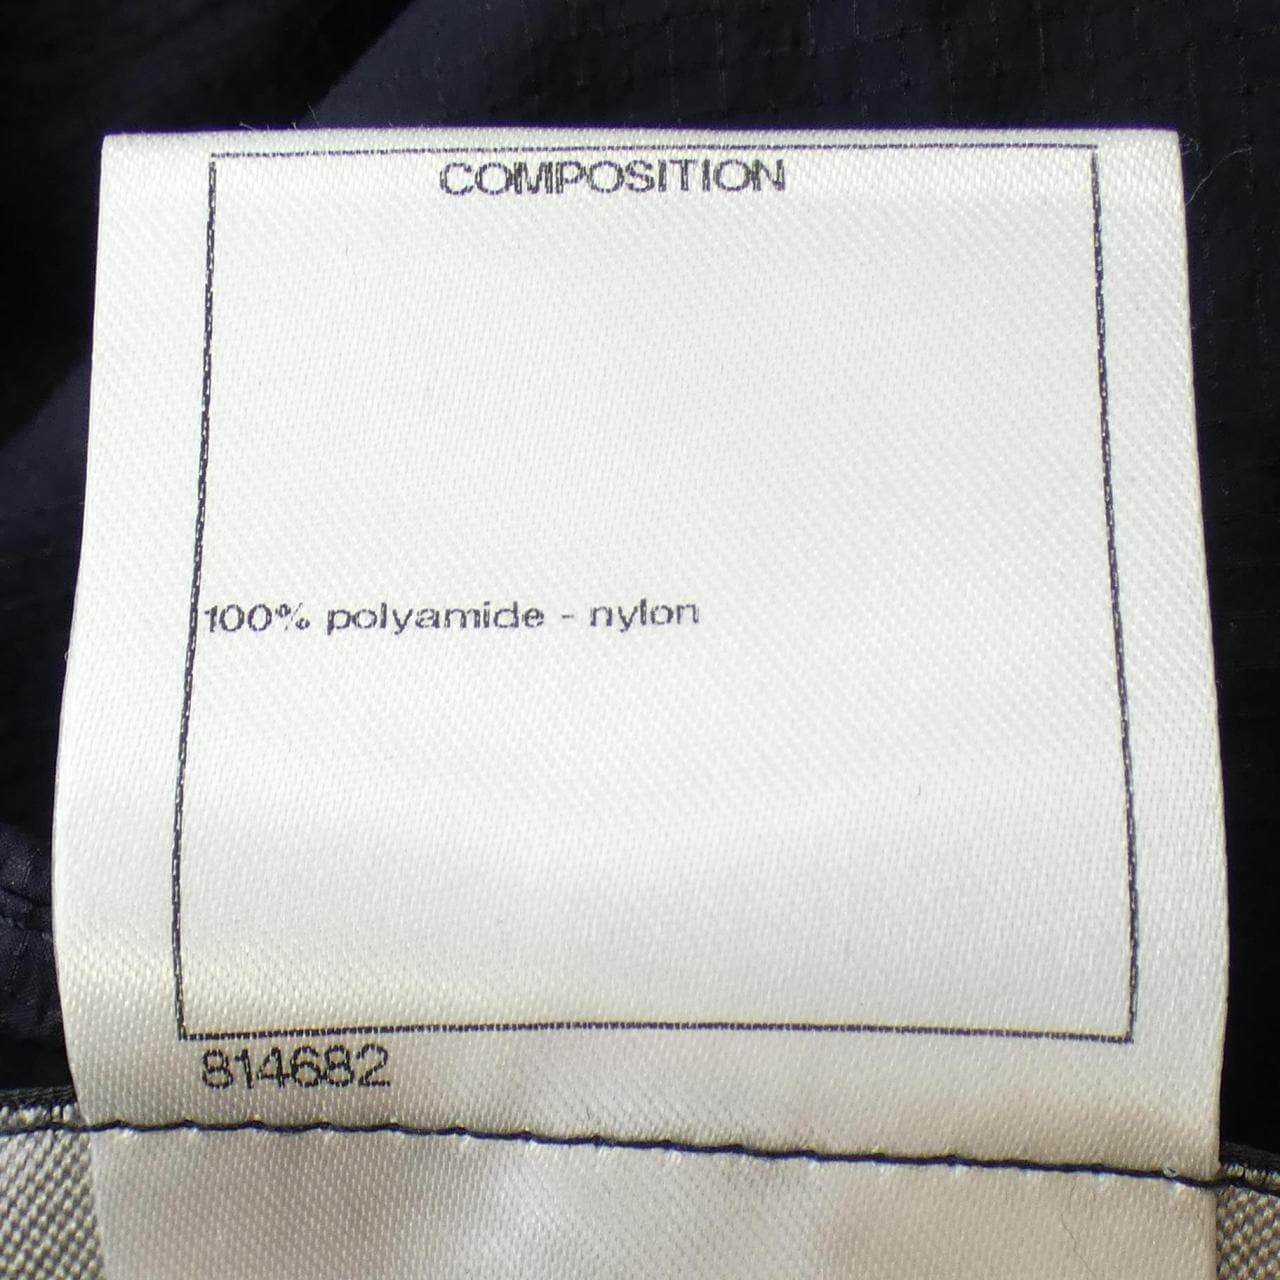 COMPOSITION
100% polyamide - nylon
814682